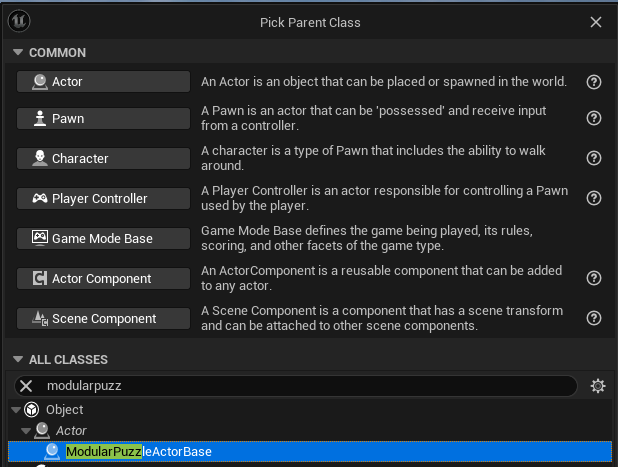 Pick Parent Class
COMMON
Actor
An Actor is an object that can be placed or spawned in the world.
Pawn
A Pawn is an actor that can be 'possessed' and receive input
from a controller.
Character
A character is a type of Pawn that includes the ability to walk
around.
Player Controller
A Player Controller is an actor responsible for controlling a Pawn
used by the player.
Game Mode Base
Game Mode Base defines the game being played, its rules,
scoring, and other facets of the game type.
Actor Component
An ActorComponent is a reusable component that can be added
to any actor.
Scene Component
A Scene Component is a component that has a scene transform
and can be attached to other scene components.
ALL CLASSES
modularpuzz
Object
Actor
ModularPuzzleActorBase